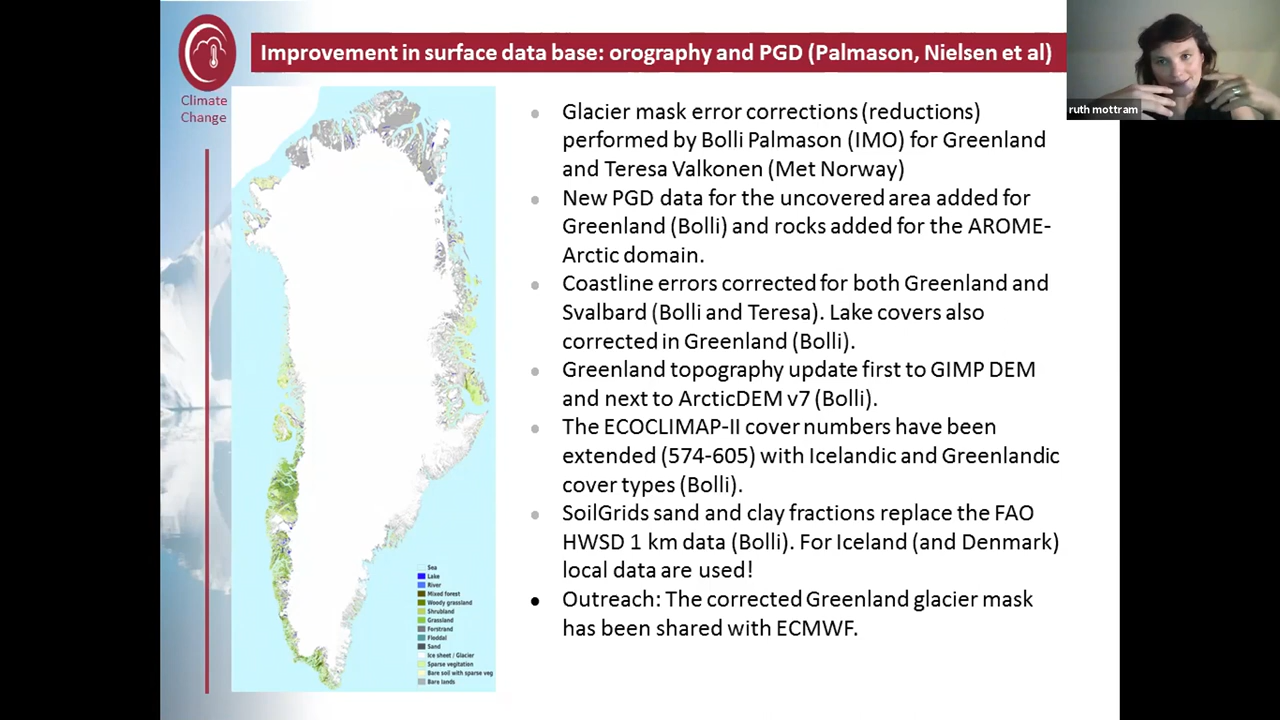 Improvement in surface data base: orography and PGD (Palmason, Nielsen et al)
ruth mottram
Climate
Change
Glacier mask error corrections (reductions)
performed by Bolli Palmason (IMO) for Greenland
and Teresa Valkonen (Met Norway)
New PGD data for the uncovered area added for
Greenland (Bolli) and rocks added for the AROME-
Arctic domain.
Coastline errors corrected for both Greenland and
Svalbard (Bolli and Teresa). Lake covers also
corrected in Greenland (Bolli).
Greenland topography update first to GIMP DEM
and next to ArcticDEM v7 (Bolli).
The ECOCLIMAP-II cover numbers have been
extended (574-605) with Icelandic and Greenlandic
cover types (Bolli).
SoilGrids sand and clay fractions replace the FAO
HWSD 1 km data (Bolli). For Iceland (and Denmark)
local data are used!
Outreach: The corrected Greenland glacier mask
has been shared with ECMWF.
Sea
Lake
River
Mixed forest
Woody grassland
Shrubland
Grassland
Forstrand
Floddal
Sand
Ice sheet / Glacier
Sparse vegitation
Bare soil with sparse veg
Bare lands